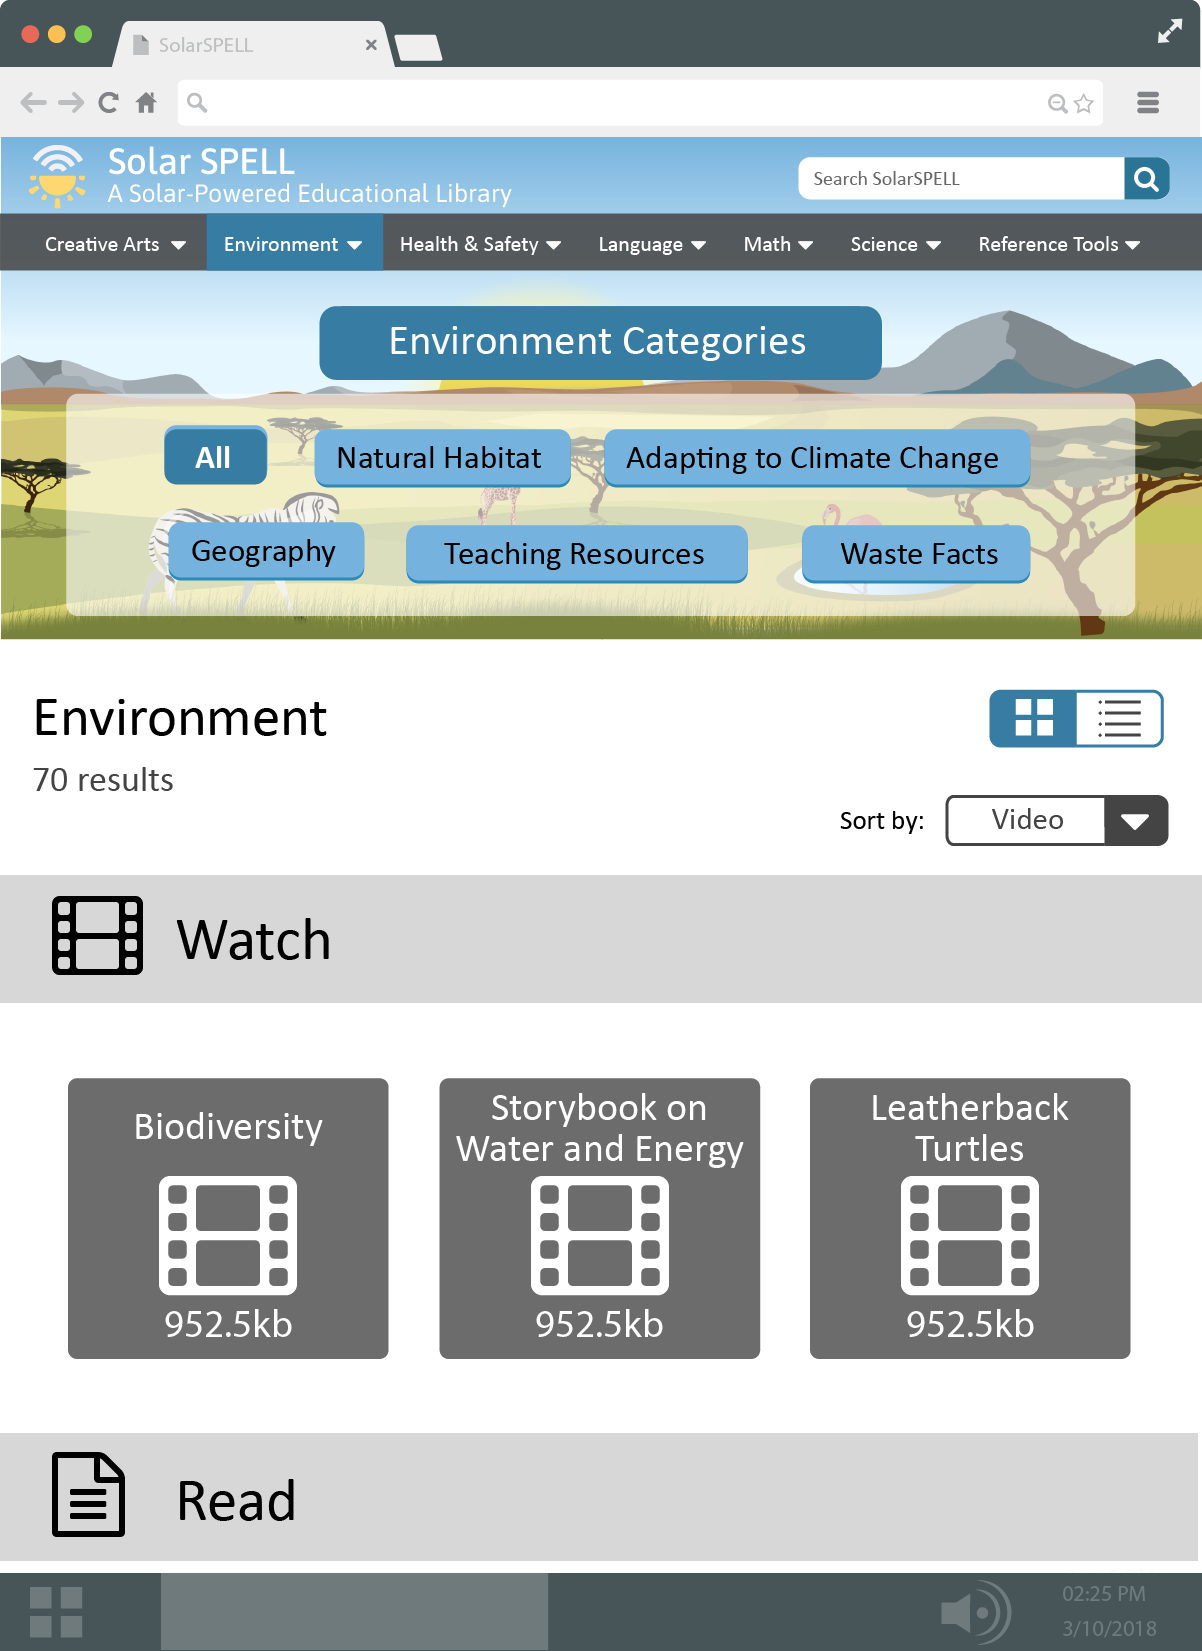 SolarSPELL
Solar SPELL
A Solar-Powered Educational Library
Search SolarSPELL
Creative Arts Environment Health & Safety Language Math Science Reference Tools
Environment Categories
All Natural Habitat Adapting to Climate Change
Geography Teaching Resources Waste Facts
Environment
70 results
Sort by: Video
Watch
Biodiversity
952.5kb
Storybook on
Water and Energy
952.5kb
Leatherback
Turtles
952.5kb
Read
02:25 PM
3/10/2018